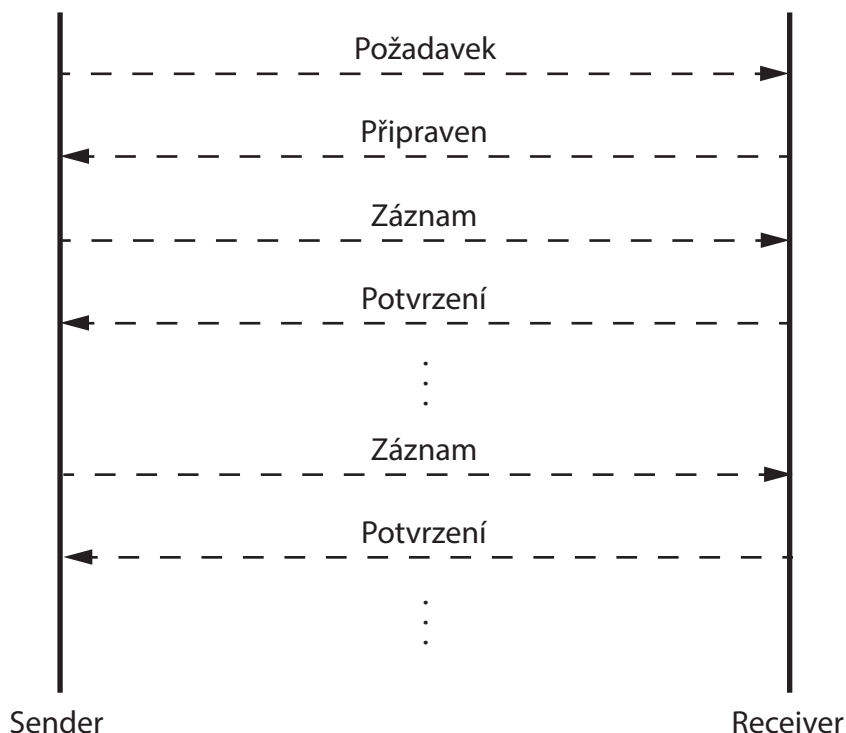 Požadavek
Připraven
Záznam
Potvrzení
Záznam
Potvrzení
Sender
Receiver